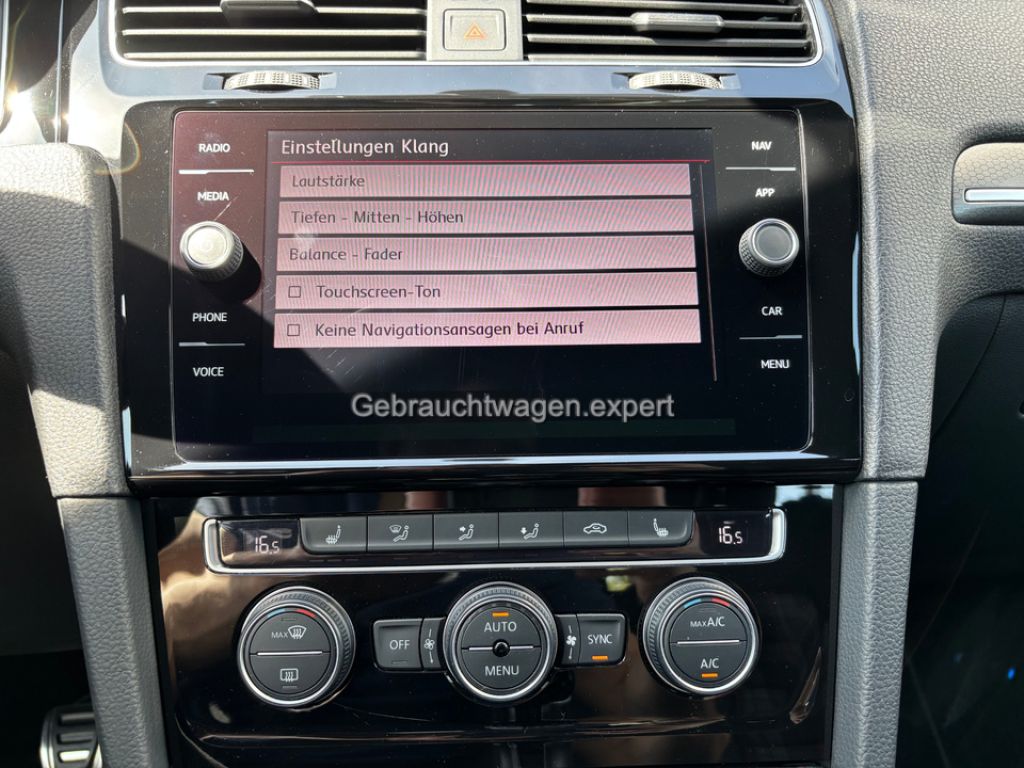 RADIO
MEDIA
PHONE
VOICE
Einstellungen Klang
Lautstärke
Tiefen - Mitten - Höhen
Balance - Fader
Touchscreen-Ton
Keine Navigationsansagen bei Anruf
NAV
APP
CAR
MENU
Gebrauchtwagen.expert
16.5
16.5
MAX
OFF
AUTO
MENU
SYNC
MAX A/C
A/C